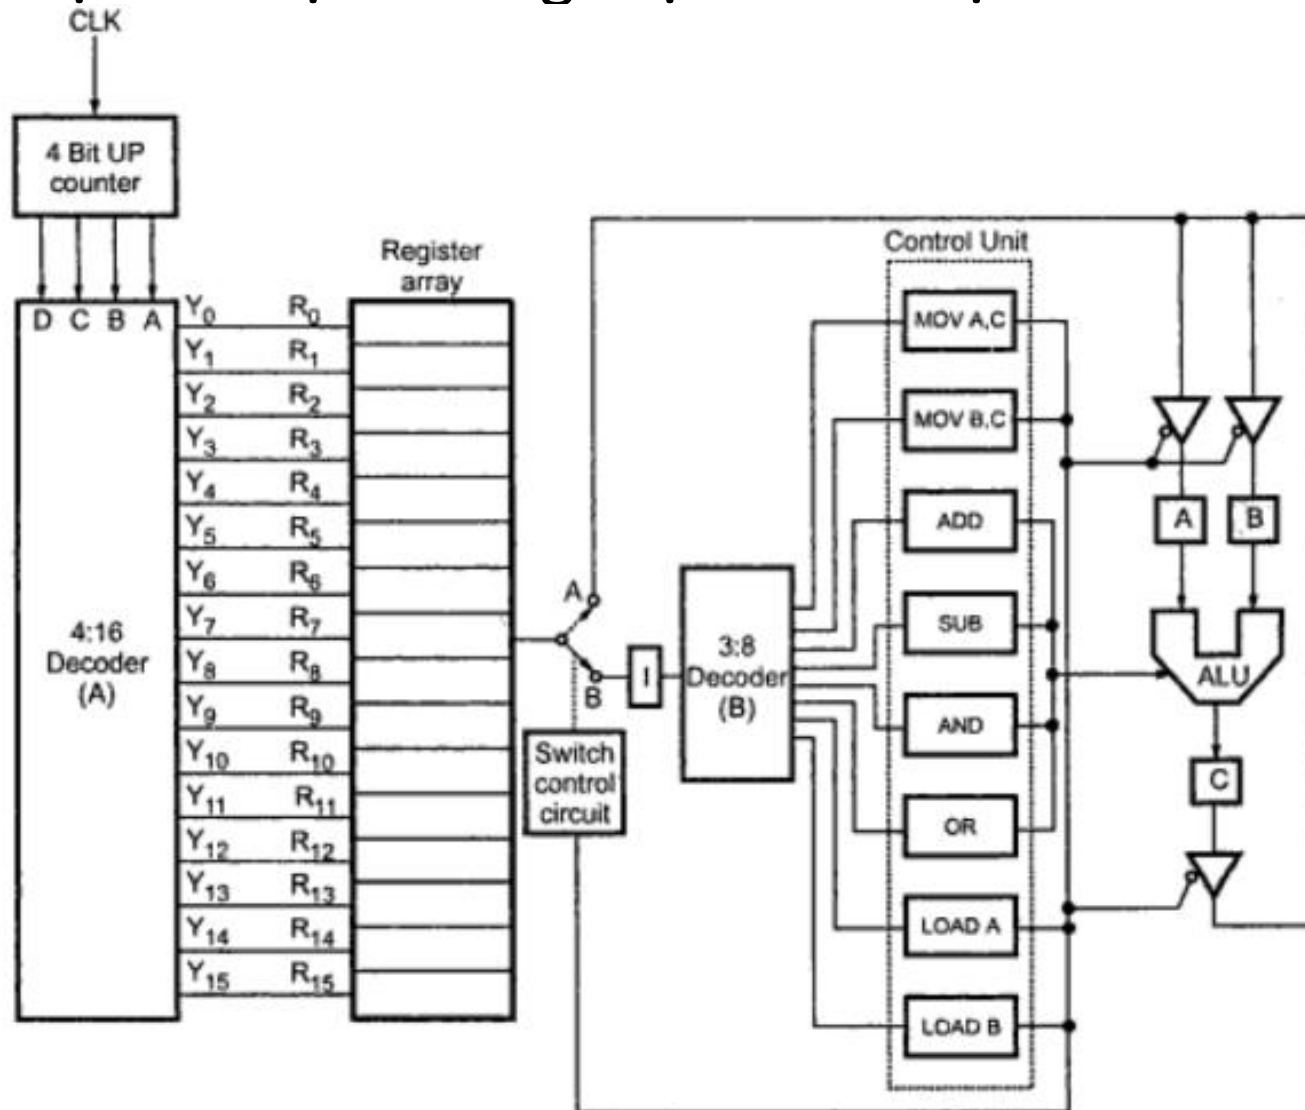 CLK
4 Bit UP
counter
Register
array
Control Unit
D C B A
Y0 R0
Y1 R1
Y2 R2
Y3 R3
Y4 R4
Y5 R5
Y6 R6
Y7 R7
Y8 R8
Y9 R9
Y10 R10
Y11 R11
Y12 R12
Y13 R13
Y14 R14
Y15 R15
4:16
Decoder
(A)
A
B
Switch
control
circuit
I
3:8
Decoder
(B)
MOV A,C
MOV B,C
ADD
SUB
AND
OR
LOAD A
LOAD B
A B
ALU
C